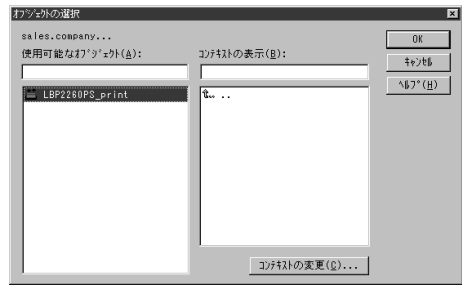 ｵﾌﾞｼﾞｪｸﾄの選択
sales.company...
使用可能なｵﾌﾞｼﾞｪｸﾄ(A):
ｺﾝﾃｷｽﾄの表示(B):
OK
ｷｬﾝｾﾙ
ﾍﾙﾌﾟ(H)
LBP2260PS_print
..
ｺﾝﾃｷｽﾄの変更(C)...